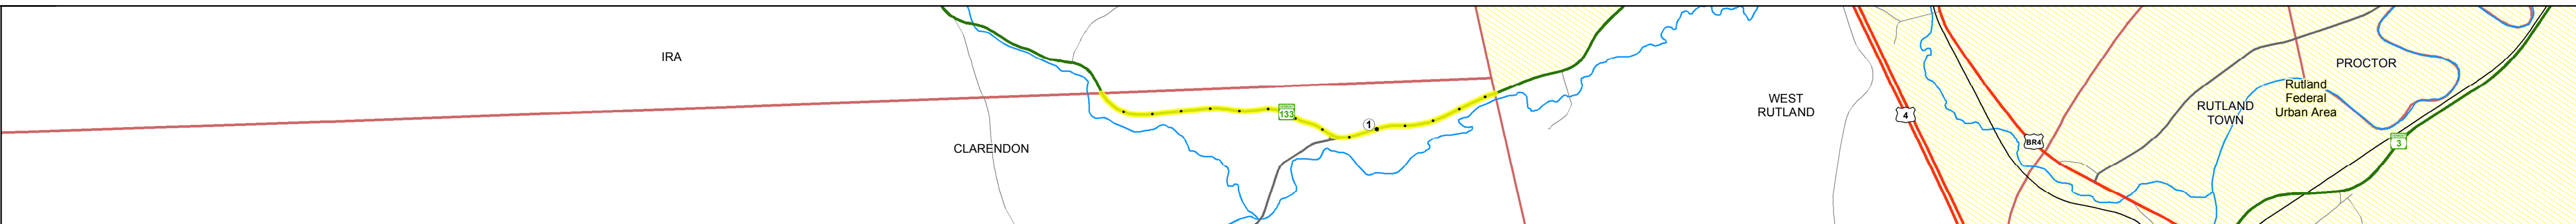 IRA
PROCTOR
Rutland
Federal
Urban Area
WEST
RUTLAND
RUTLAND
TOWN
133
4
1
BR4
3
CLARENDON